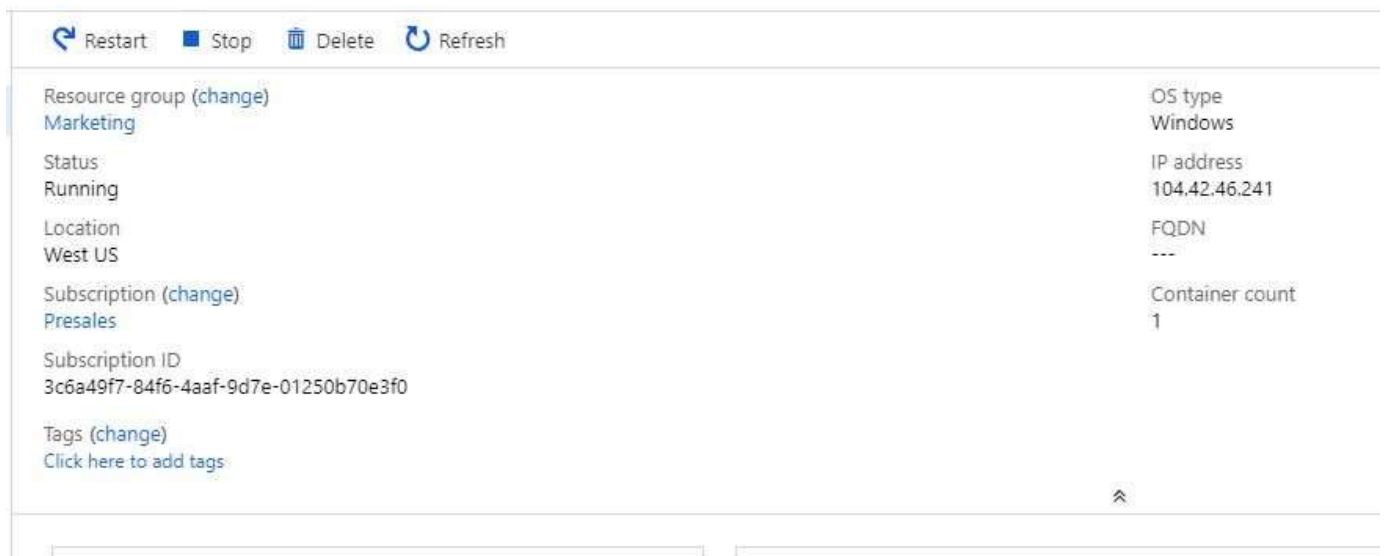 Restart Stop Delete Refresh
Resource group (change)
Marketing
Status
Running
Location
West US
Subscription (change)
Presales
Subscription ID
3c6a49f7-84f6-4aaf-9d7e-01250b70e3f0
Tags (change)
Click here to add tags
OS type
Windows
IP address
104.42.46.241
FQDN
---
Container count
1